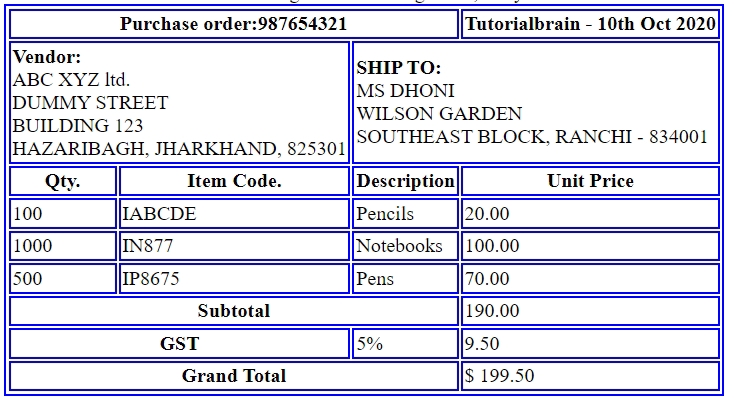 Purchase order:987654321 Tutorialbrain - 10th Oct 2020
Vendor:
ABC XYZ ltd.
DUMMY STREET
BUILDING 123
HAZARIBAGH, JHARKHAND, 825301
SHIP TO:
MS DHONI
WILSON GARDEN
SOUTHEAST BLOCK, RANCHI - 834001
Qty. Item Code. Description Unit Price
100 IABCDE Pencils 20.00
1000 IN877 Notebooks 100.00
500 IP8675 Pens 70.00
Subtotal 190.00
GST 5% 9.50
Grand Total $ 199.50